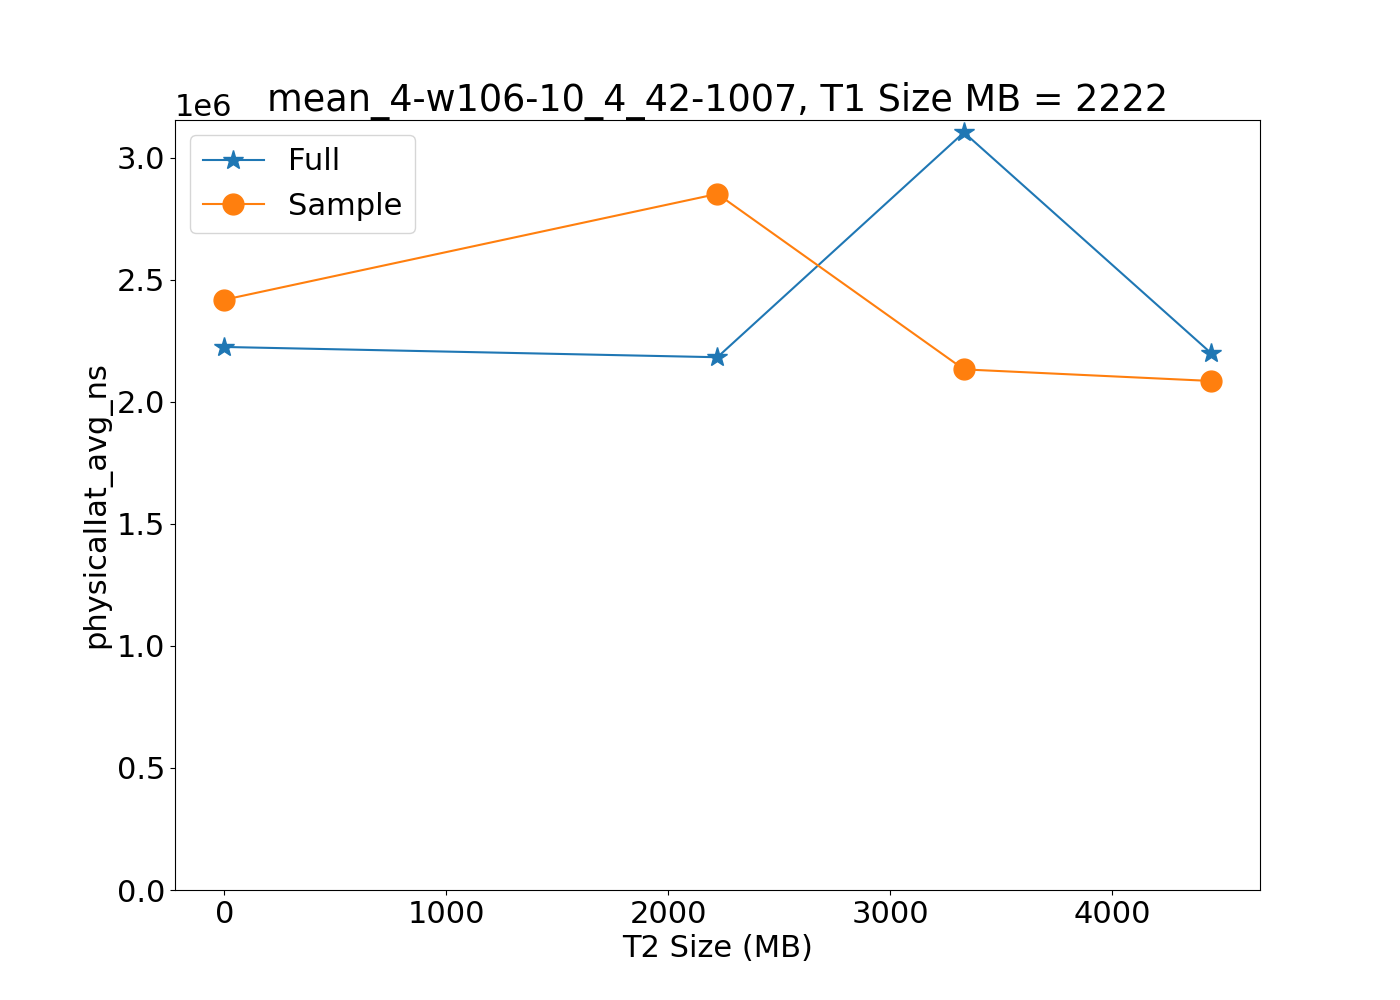 1e6
mean_4-w106-10_4_42-1007, T1 Size MB = 2222
Full
Sample
3.0
2.5
2.0
1.5
1.0
0.5
0.0
physicallat_avg_ns
0 1000 2000 3000 4000
T2 Size (MB)